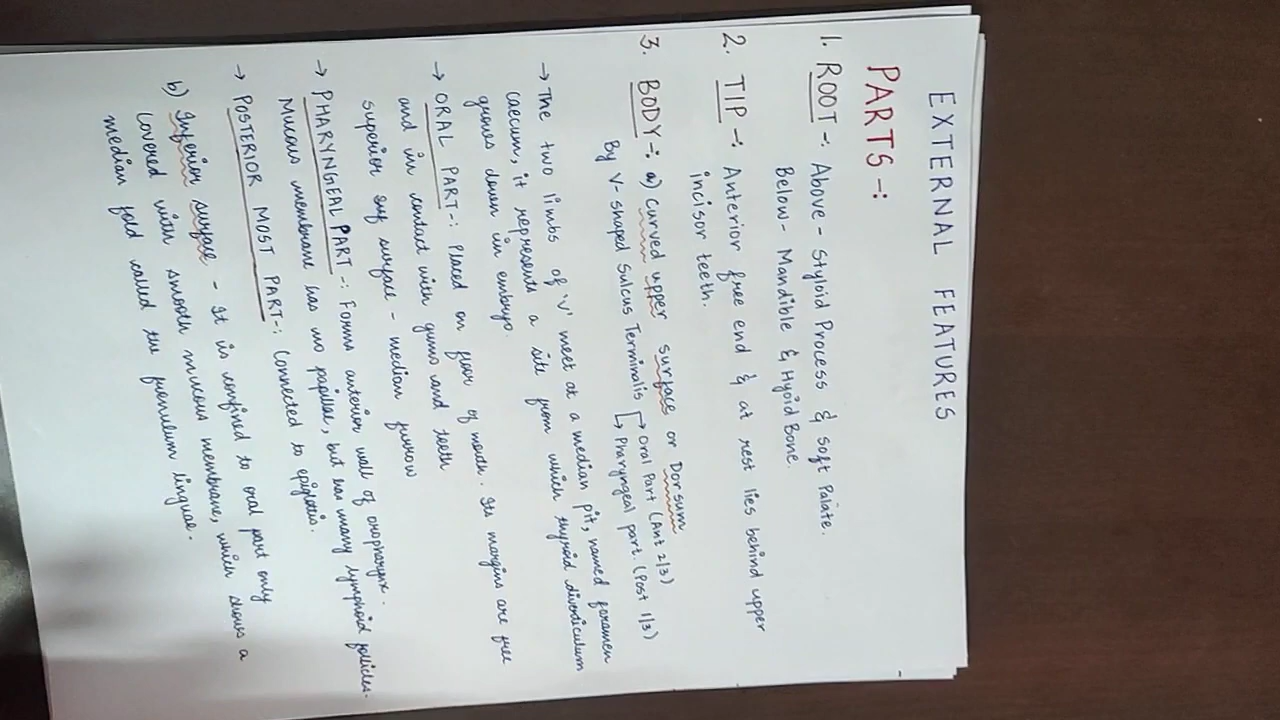 EXTERNAL FEATURES
PARTS -:
1. ROOT -: Above - Styloid Process & Soft Palate.
Below - Mandible & Hyoid Bone.
2. TIP -: Anterior free end & at rest lies behind upper
incisor teeth.
3. BODY -: a) Curved upper surface or Dorsum
By V-shaped Sulcus Terminalis → Oral Part (Ant 2/3)
→ Pharyngeal part. (Post 1/3)
→ The two limbs of 'V' meet at a median pit, named foramen
caecum, it represents a site from which thyroid diverticulum
grows down in embryo.
→ ORAL PART -: Placed on floor of mouth. Its margins are free
and in contact with gums and teeth
superior surf surface - median furrow
→ PHARYNGEAL PART -: Forms anterior wall of oropharynx.
Mucous membrane has no papillae, but has many lymphoid follicles.
→ POSTERIOR MOST PART -: Connected to epiglottis.
b) Inferior surface - It is confined to oral part only
Covered with smooth mucous membrane, which shows a
median fold called the frenulum linguae.